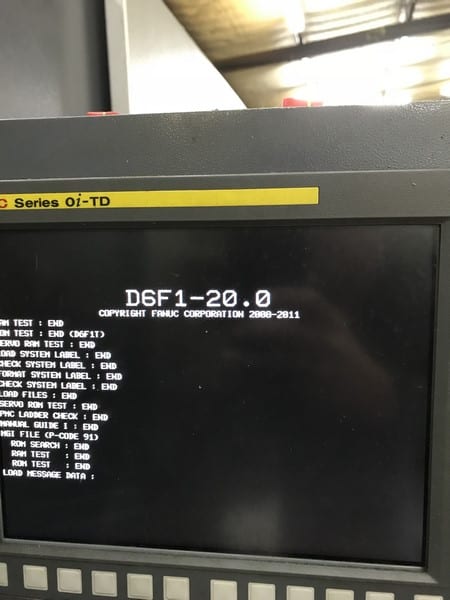 C Series 0i-TD
D6F1-20.0
COPYRIGHT FANUC CORPORATION 2008-2011
AM TEST : END
OM TEST : END (D6F1T)
ERVO RAM TEST : END
OAD SYSTEM LABEL : END
CHECK SYSTEM LABEL : END
FORMAT SYSTEM LABEL : END
CHECK SYSTEM LABEL : END
LOAD FILES : END
SERVO ROM TEST : END
PMC LADDER CHECK : END
MANUAL GUIDE I : END
MGI FILE (P-CODE 91)
ROM SEARCH : END
RAM TEST : END
ROM TEST : END
LOAD MESSAGE DATA :